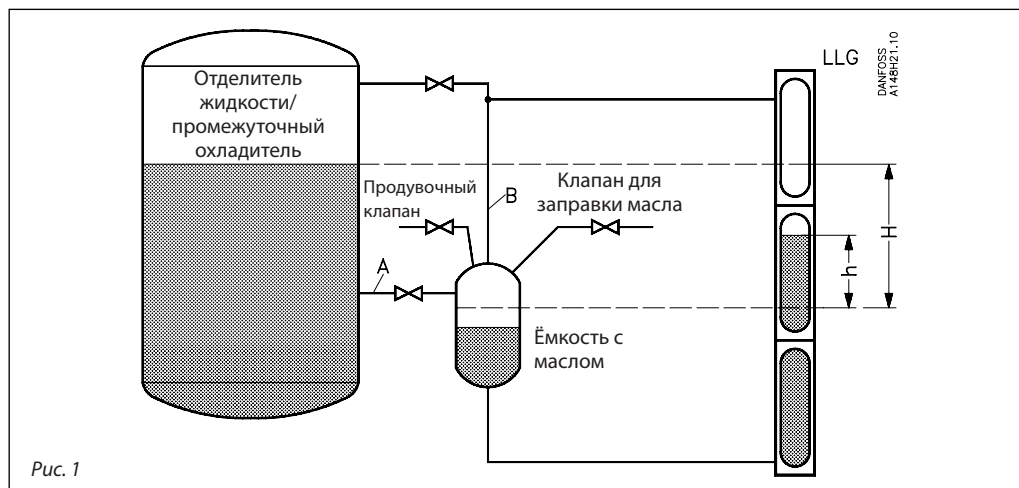 Отделитель
жидкости/
промежуточный
охладитель
LLG
DANFOSS
A148H21.10
Продувочный
клапан
Клапан для
заправки масла
B
A
H
h
Ёмкость с
маслом
Рис. 1